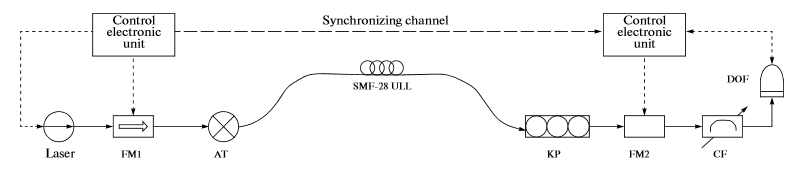 Control
electronic
unit
Synchronizing channel
Control
electronic
unit
SMF-28 ULL
DOF
Laser
FM1
AT
KP
FM2
CF